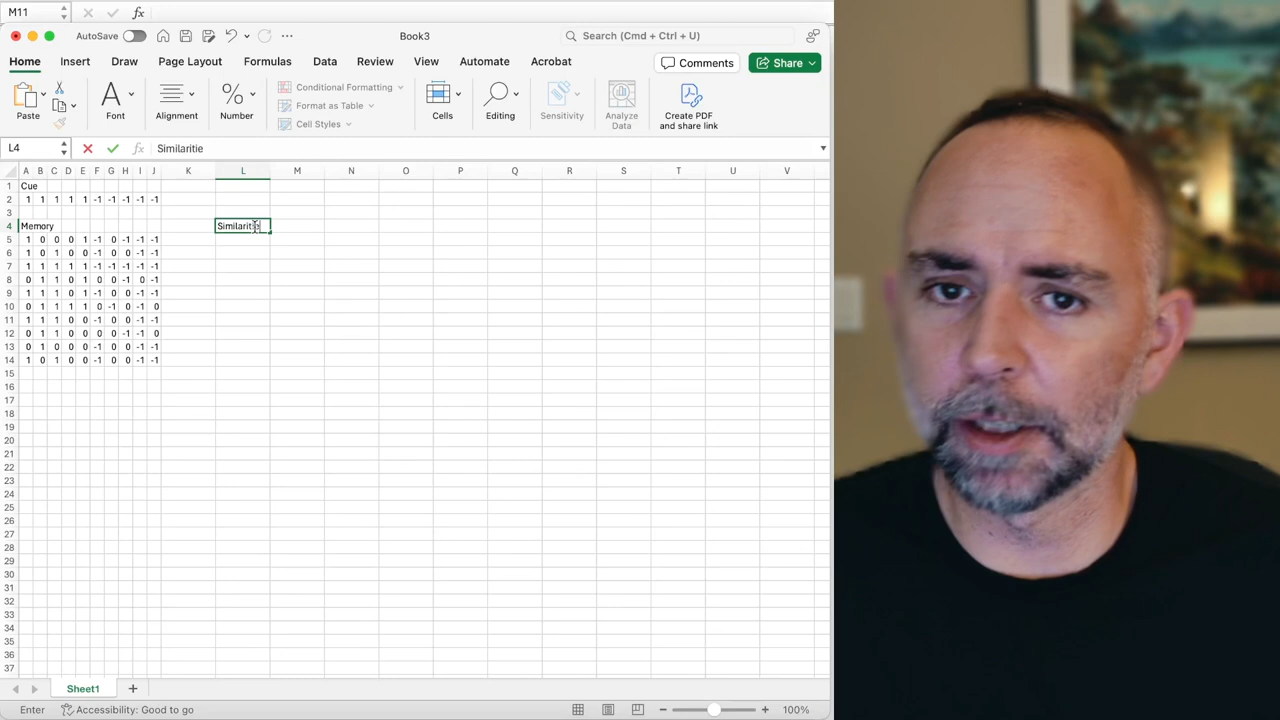 M11 fx
AutoSave Book3 Search (Cmd + Ctrl + U)
Home Insert Draw Page Layout Formulas Data Review View Automate Acrobat Comments Share
Paste Font Alignment Number Conditional Formatting Format as Table Cell Styles Cells Editing Sensitivity Analyze Data Create PDF and share link
L4 fx Similaritie
A B C D E F G H I J K L M N O P Q R S T U V
1 Cue
2 1 1 1 1 1 -1 -1 -1 -1 -1
3
4 Memory Similaritie
5 1 0 0 0 1 -1 0 -1 -1 -1
6 1 0 1 0 0 -1 0 0 -1 -1
7 1 1 1 1 1 -1 -1 -1 -1 -1
8 0 1 1 0 1 0 0 -1 0 -1
9 1 1 1 0 1 -1 0 0 -1 -1
10 0 1 1 1 1 0 -1 0 -1 0
11 1 1 1 0 0 -1 0 0 -1 -1
12 0 1 1 0 0 0 0 -1 -1 0
13 0 1 0 0 0 -1 0 0 -1 -1
14 1 0 1 0 0 -1 0 0 -1 -1
15
16
17
18
19
20
21
22
23
24
25
26
27
28
29
30
31
32
33
34
35
36
37
Sheet1 +
Enter Accessibility: Good to go 100%